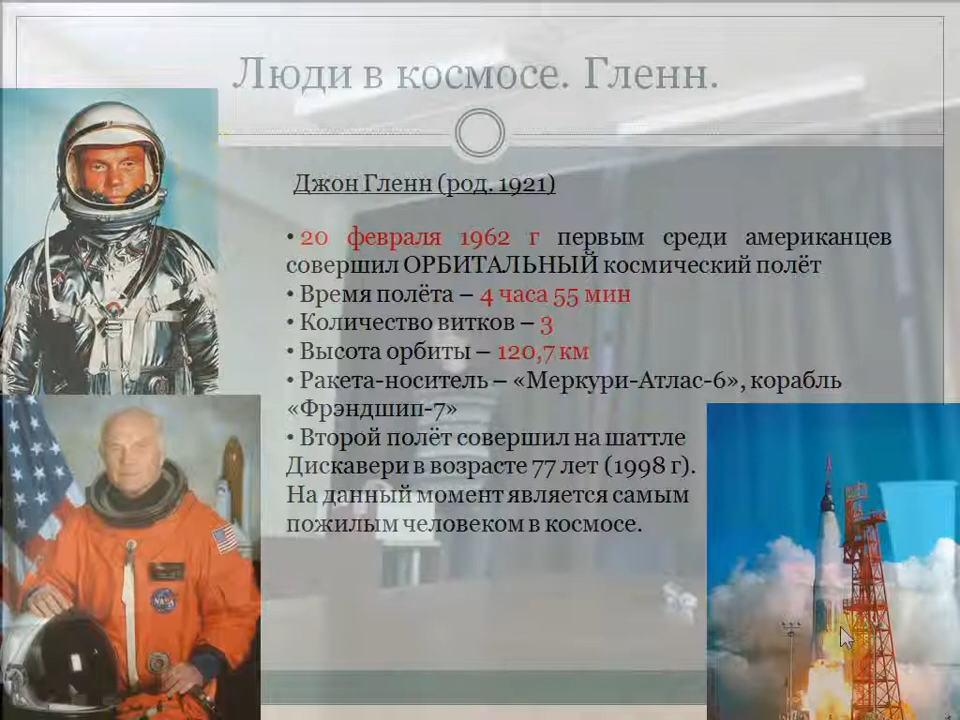 Люди в космосе. Гленн.
Джон Гленн (род. 1921)
• 20 февраля 1962 г первым среди американцев
совершил ОРБИТАЛЬНЫЙ космический полёт
• Время полёта – 4 часа 55 мин
• Количество витков – 3
• Высота орбиты – 120,7 км
• Ракета-носитель – «Меркури-Атлас-6», корабль
«Фрэндшип-7»
• Второй полёт совершил на шаттле
Дискавери в возрасте 77 лет (1998 г).
На данный момент является самым
пожилым человеком в космосе.
NASA